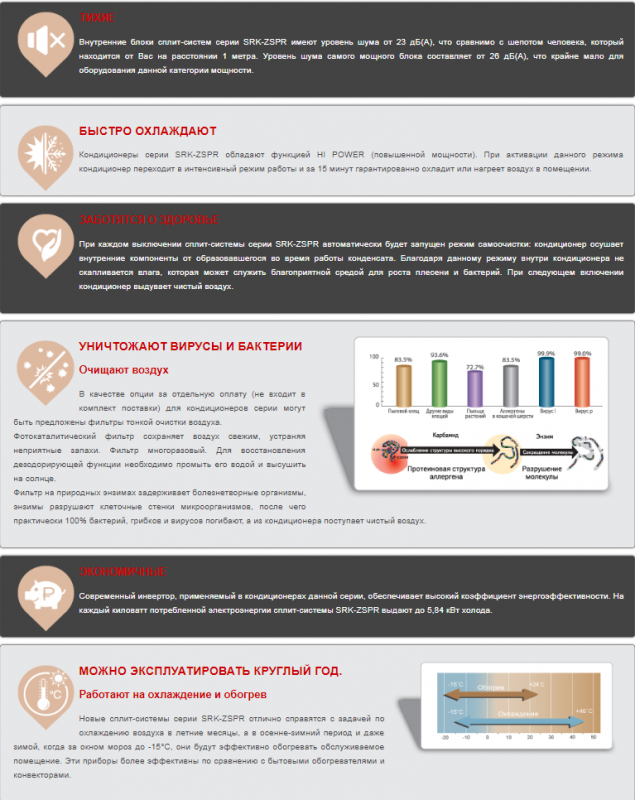 ТИХИЕ
Внутренние блоки сплит-систем серии SRK-ZSPR имеют уровень шума от 23 дБ(А), что сравнимо с шепотом человека, который
находится от Вас на расстоянии 1 метра. Уровень шума самого мощного блока составляет от 26 дБ(А), что крайне мало для
оборудования данной категории мощности.
БЫСТРО ОХЛАЖДАЮТ
Кондиционеры серии SRK-ZSPR обладают функцией HI POWER (повышенной мощности). При активации данного режима
кондиционер переходит в интенсивный режим работы и за 15 минут гарантированно охладит или нагреет воздух в помещении.
ЗАБОТЯТСЯ О ЗДОРОВЬЕ
При каждом выключении сплит-системы серии SRK-ZSPR автоматически будет запущен режим самоочистки: кондиционер осушает
внутренние компоненты от образовавшегося во время работы конденсата. Благодаря данному режиму внутри кондиционера не
скапливается влага, которая может служить благоприятной средой для роста плесени и бактерий. При следующем включении
кондиционер выдувает чистый воздух.
УНИЧТОЖАЮТ ВИРУСЫ И БАКТЕРИИ
Очищают воздух
В качестве опции за отдельную оплату (не входит в
комплект поставки) для кондиционеров серии могут
быть предложены фильтры тонкой очистки воздуха.
Фотокаталитический фильтр сохраняет воздух свежим, устраняя
неприятные запахи. Фильтр многоразовый. Для восстановления
деодорирующей функции необходимо промыть его водой и высушить
на солнце.
Фильтр на природных энзимах задерживает болезнетворные организмы,
энзимы разрушают клеточные стенки микроорганизмов, после чего
практически 100% бактерий, грибков и вирусов погибают, а из кондиционера поступает чистый воздух.
100
50
0
83.5% 93.6% 72.7% 83.5% 99.9% 99.0%
Пылевой клещ Другие виды клещей Пыльца растений Аллергены в кошачей шерсти Вирус I Вирус p
Карбамид Энзим
Ослабление структуры высокого порядка Сокращение молекулы
Протеиновая структура Разрушение
аллергена молекулы
ЭКОНОМИЧНЫЕ
Современный инвертор, применяемый в кондиционерах данной серии, обеспечивает высокий коэффициент энергоэффективности. На
каждый киловатт потребленной электроэнергии сплит-системы SRK-ZSPR выдают до 5,84 кВт холода.
МОЖНО ЭКСПЛУАТИРОВАТЬ КРУГЛЫЙ ГОД.
Работают на охлаждение и обогрев
Новые сплит-системы серии SRK-ZSPR отлично справятся с задачей по
охлаждению воздуха в летние месяцы, а в осенне-зимний период и даже
зимой, когда за окном мороз до -15°С, они будут эффективно обогревать обслуживаемое
помещение. Эти приборы более эффективны по сравнению с бытовыми обогревателями и
конвекторами.
°C
-15°C +24°C
Обогрев
-15°C +46°C
Охлаждение
-20 -10 0 10 20 30 40 50